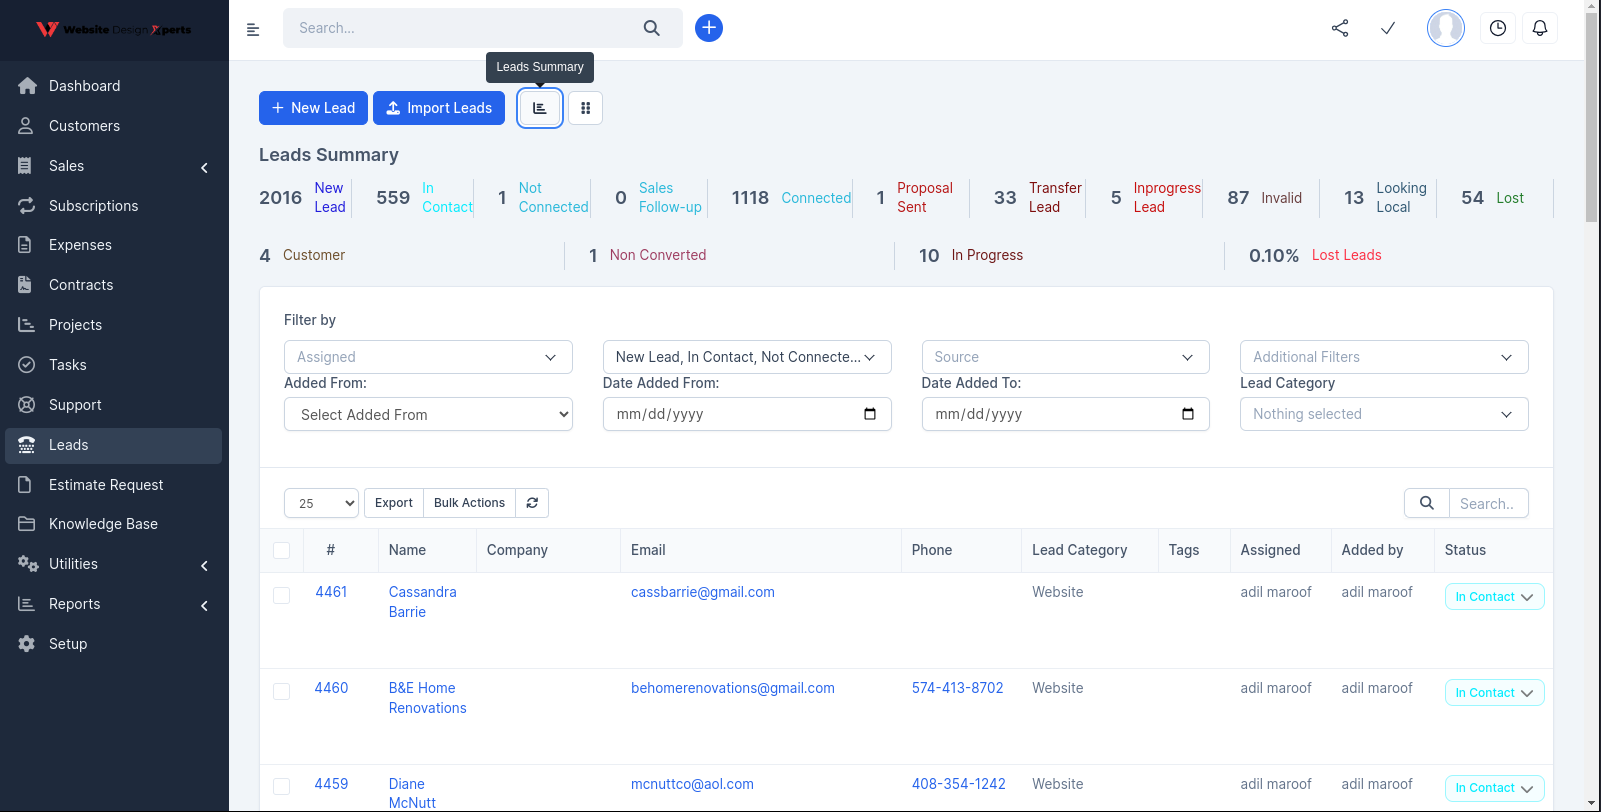 Website Design Xperts
Search...
Leads Summary
Dashboard
Customers
Sales
Subscriptions
Expenses
Contracts
Projects
Tasks
Support
Leads
Estimate Request
Knowledge Base
Utilities
Reports
Setup
New Lead
Import Leads
Leads Summary
2016 New Lead
559 In Contact
1 Not Connected
0 Sales Follow-up
1118 Connected
1 Proposal Sent
33 Transfer Lead
5 Inprogress Lead
87 Invalid
13 Looking Local
54 Lost
4 Customer
1 Non Converted
10 In Progress
0.10% Lost Leads
Filter by
Assigned
New Lead, In Contact, Not Connecte...
Source
Additional Filters
Added From:
Date Added From:
Date Added To:
Lead Category
Select Added From
mm/dd/yyyy
mm/dd/yyyy
Nothing selected
25
Export
Bulk Actions
Search..
# Name Company Email Phone Lead Category Tags Assigned Added by Status
4461 Cassandra Barrie cassbarrie@gmail.com Website adil maroof adil maroof In Contact
4460 B&E Home Renovations behomerenovations@gmail.com 574-413-8702 Website adil maroof adil maroof In Contact
4459 Diane McNutt mcnuttco@aol.com 408-354-1242 Website adil maroof adil maroof In Contact